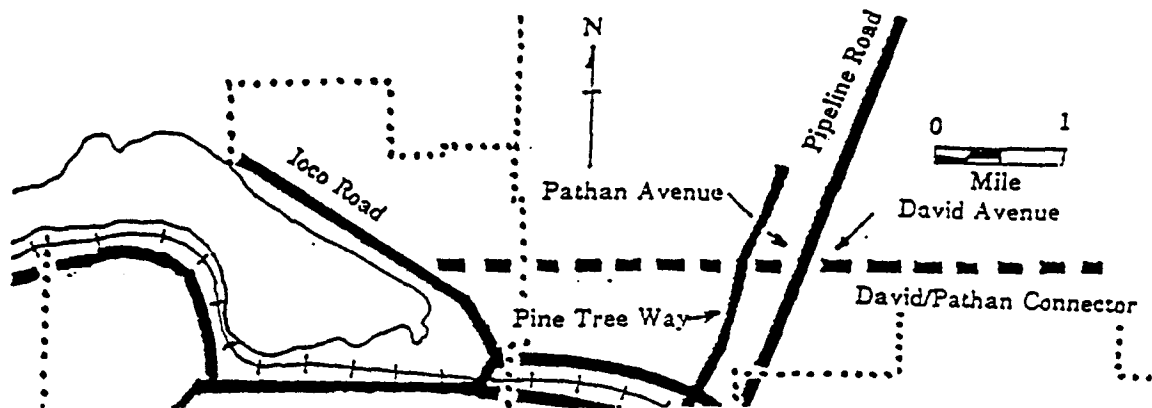 N
Pipeline Road
0 1
Mile
Ioco Road
Pathan Avenue
David Avenue
David/Pathan Connector
Pine Tree Way